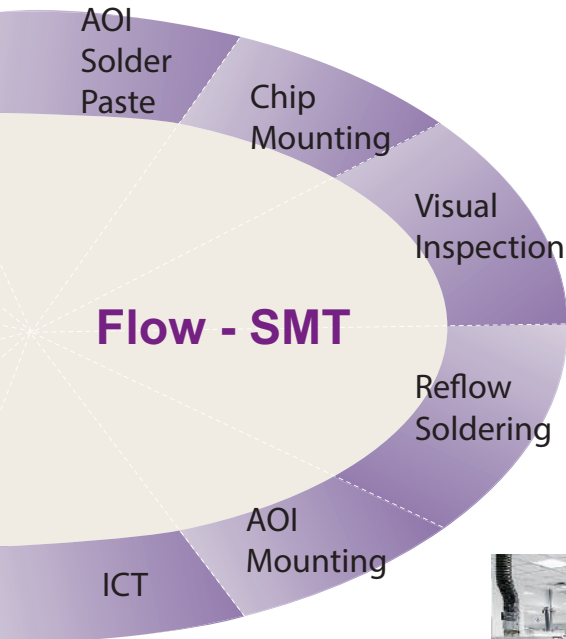 AOI
Solder
Paste
Chip
Mounting
Visual
Inspection
Flow - SMT
Reflow
Soldering
AOI
Mounting
ICT